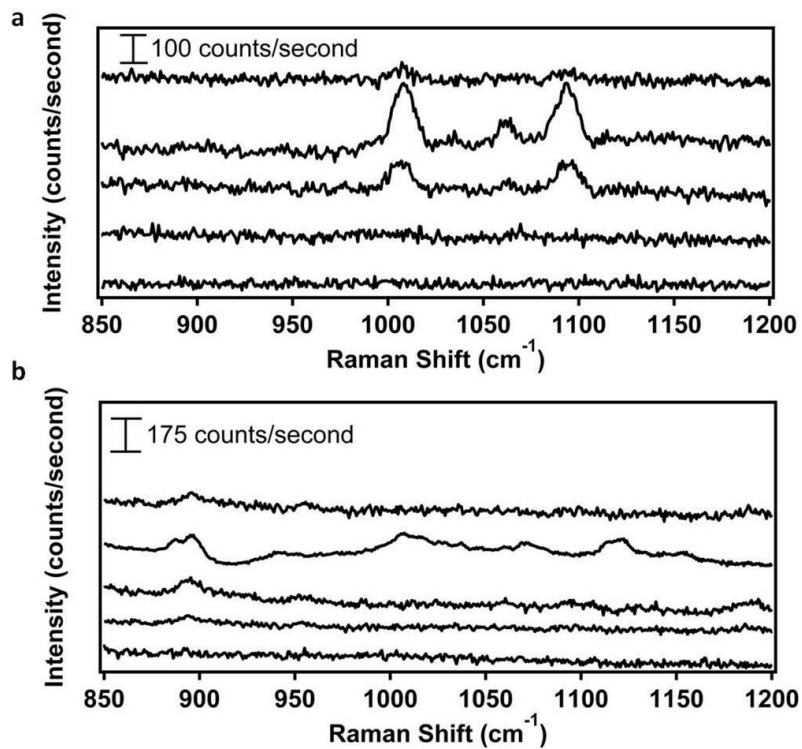 a
100 counts/second
Intensity (counts/second)
850 900 950 1000 1050 1100 1150 1200
Raman Shift (cm⁻¹)
b
175 counts/second
Intensity (counts/second)
850 900 950 1000 1050 1100 1150 1200
Raman Shift (cm⁻¹)